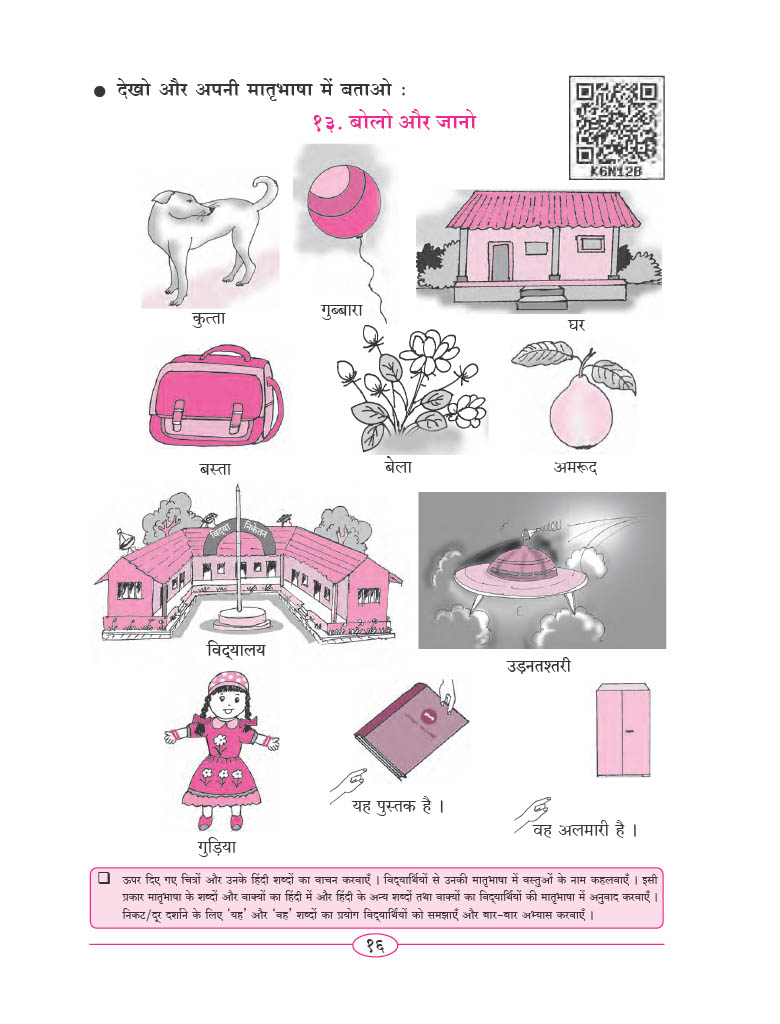 ● देखो और अपनी मातृभाषा में बताओ :
K6N12B
१३. बोलो और जानो
कुत्ता
गुब्बारा
घर
बस्ता
बेला
अमरूद
विद्या निकेतन
विद्यालय
उड़नतश्तरी
गुड़िया
यह पुस्तक है ।
वह अलमारी है ।
❑ ऊपर दिए गए चित्रों और उनके हिंदी शब्दों का वाचन करवाएँ । विद्यार्थियों से उनकी मातृभाषा में वस्तुओं के नाम कहलवाएँ । इसी
प्रकार मातृभाषा के शब्दों और वाक्यों का हिंदी में और हिंदी के अन्य शब्दों तथा वाक्यों का विद्यार्थियों की मातृभाषा में अनुवाद करवाएँ ।
निकट/दूर दर्शाने के लिए ‘यह’ और ‘वह’ शब्दों का प्रयोग विद्यार्थियों को समझाएँ और बार-बार अभ्यास करवाएँ ।
१६